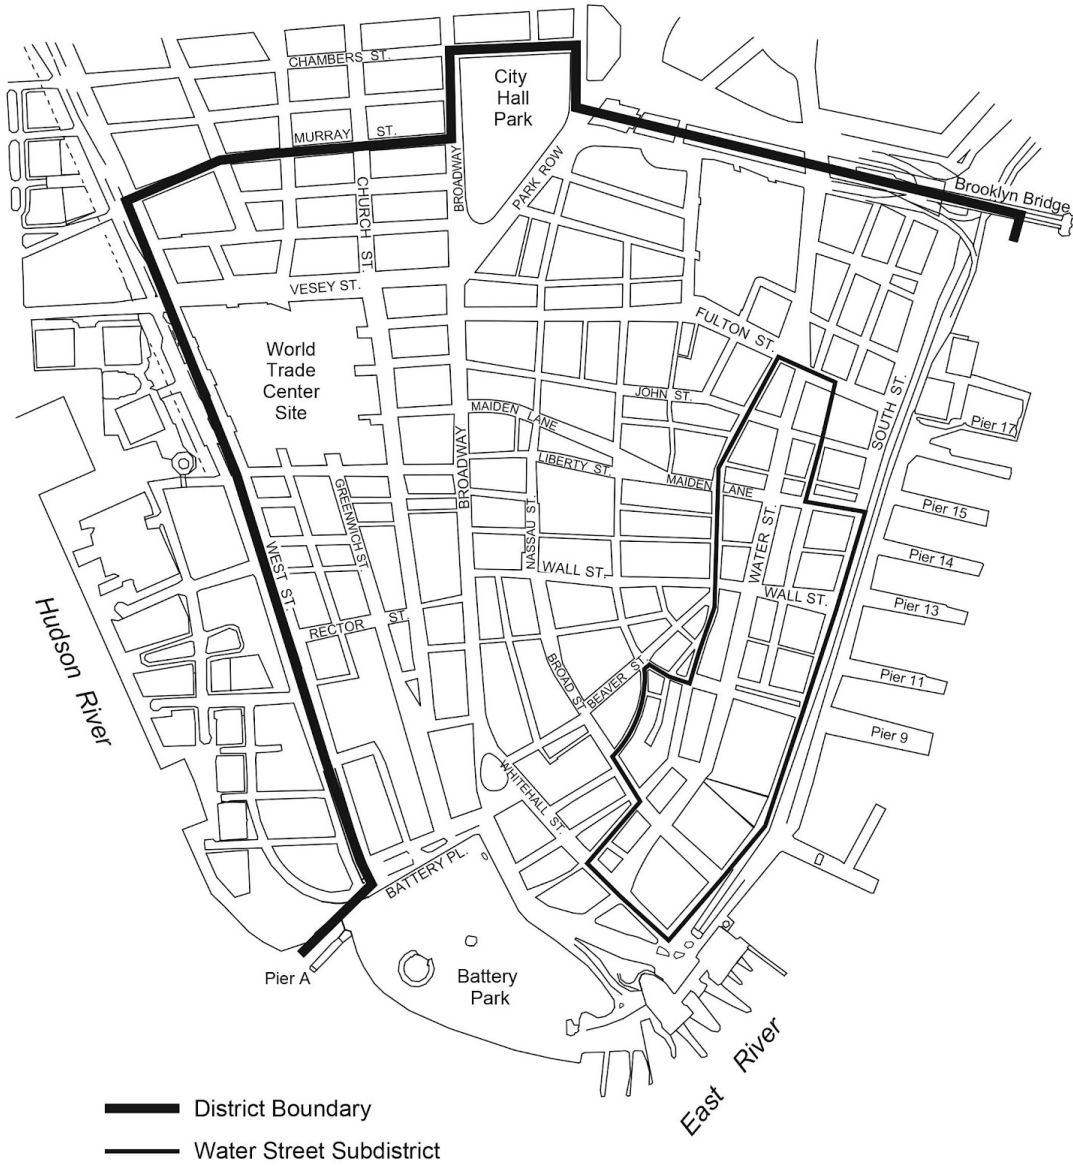 CHAMBERS ST.
City
Hall
Park
MURRAY ST.
BROADWAY
PARK ROW
CHURCH ST.
Brooklyn Bridge
VESEY ST.
FULTON ST.
World
Trade
Center
Site
JOHN ST.
SOUTH ST.
MAIDEN LANE
Pier 17
BROADWAY
LIBERTY ST.
MAIDEN LANE
GREENWICH ST.
NASSAU ST.
Pier 15
WATER ST.
WEST ST.
Pier 14
WALL ST.
WALL ST.
Pier 13
RECTOR ST.
Hudson River
BROAD ST.
BEAVER ST.
Pier 11
Pier 9
WHITEHALL ST.
BATTERY PL.
Pier A
Battery
Park
East River
District Boundary
Water Street Subdistrict